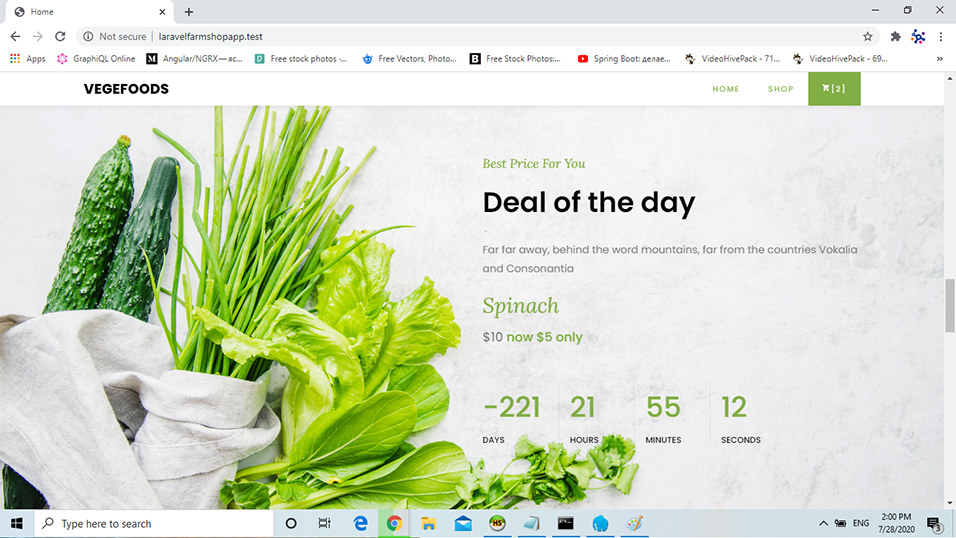 Home
Not secure | laravelfarmshopapp.test
Apps GraphiQL Online Angular/NGRX — яс... Free stock photos -... Free Vectors, Photo... Free Stock Photos:... Spring Boot: делае... VideoHivePack - 71... VideoHivePack - 69... »
VEGEFOODS HOME SHOP [2]
Best Price For You
Deal of the day
Far far away, behind the word mountains, far from the countries Vokalia
and Consonantia
Spinach
$10 now $5 only
-221 21 55 12
DAYS HOURS MINUTES SECONDS
Type here to search ENG 2:00 PM
7/28/2020 3